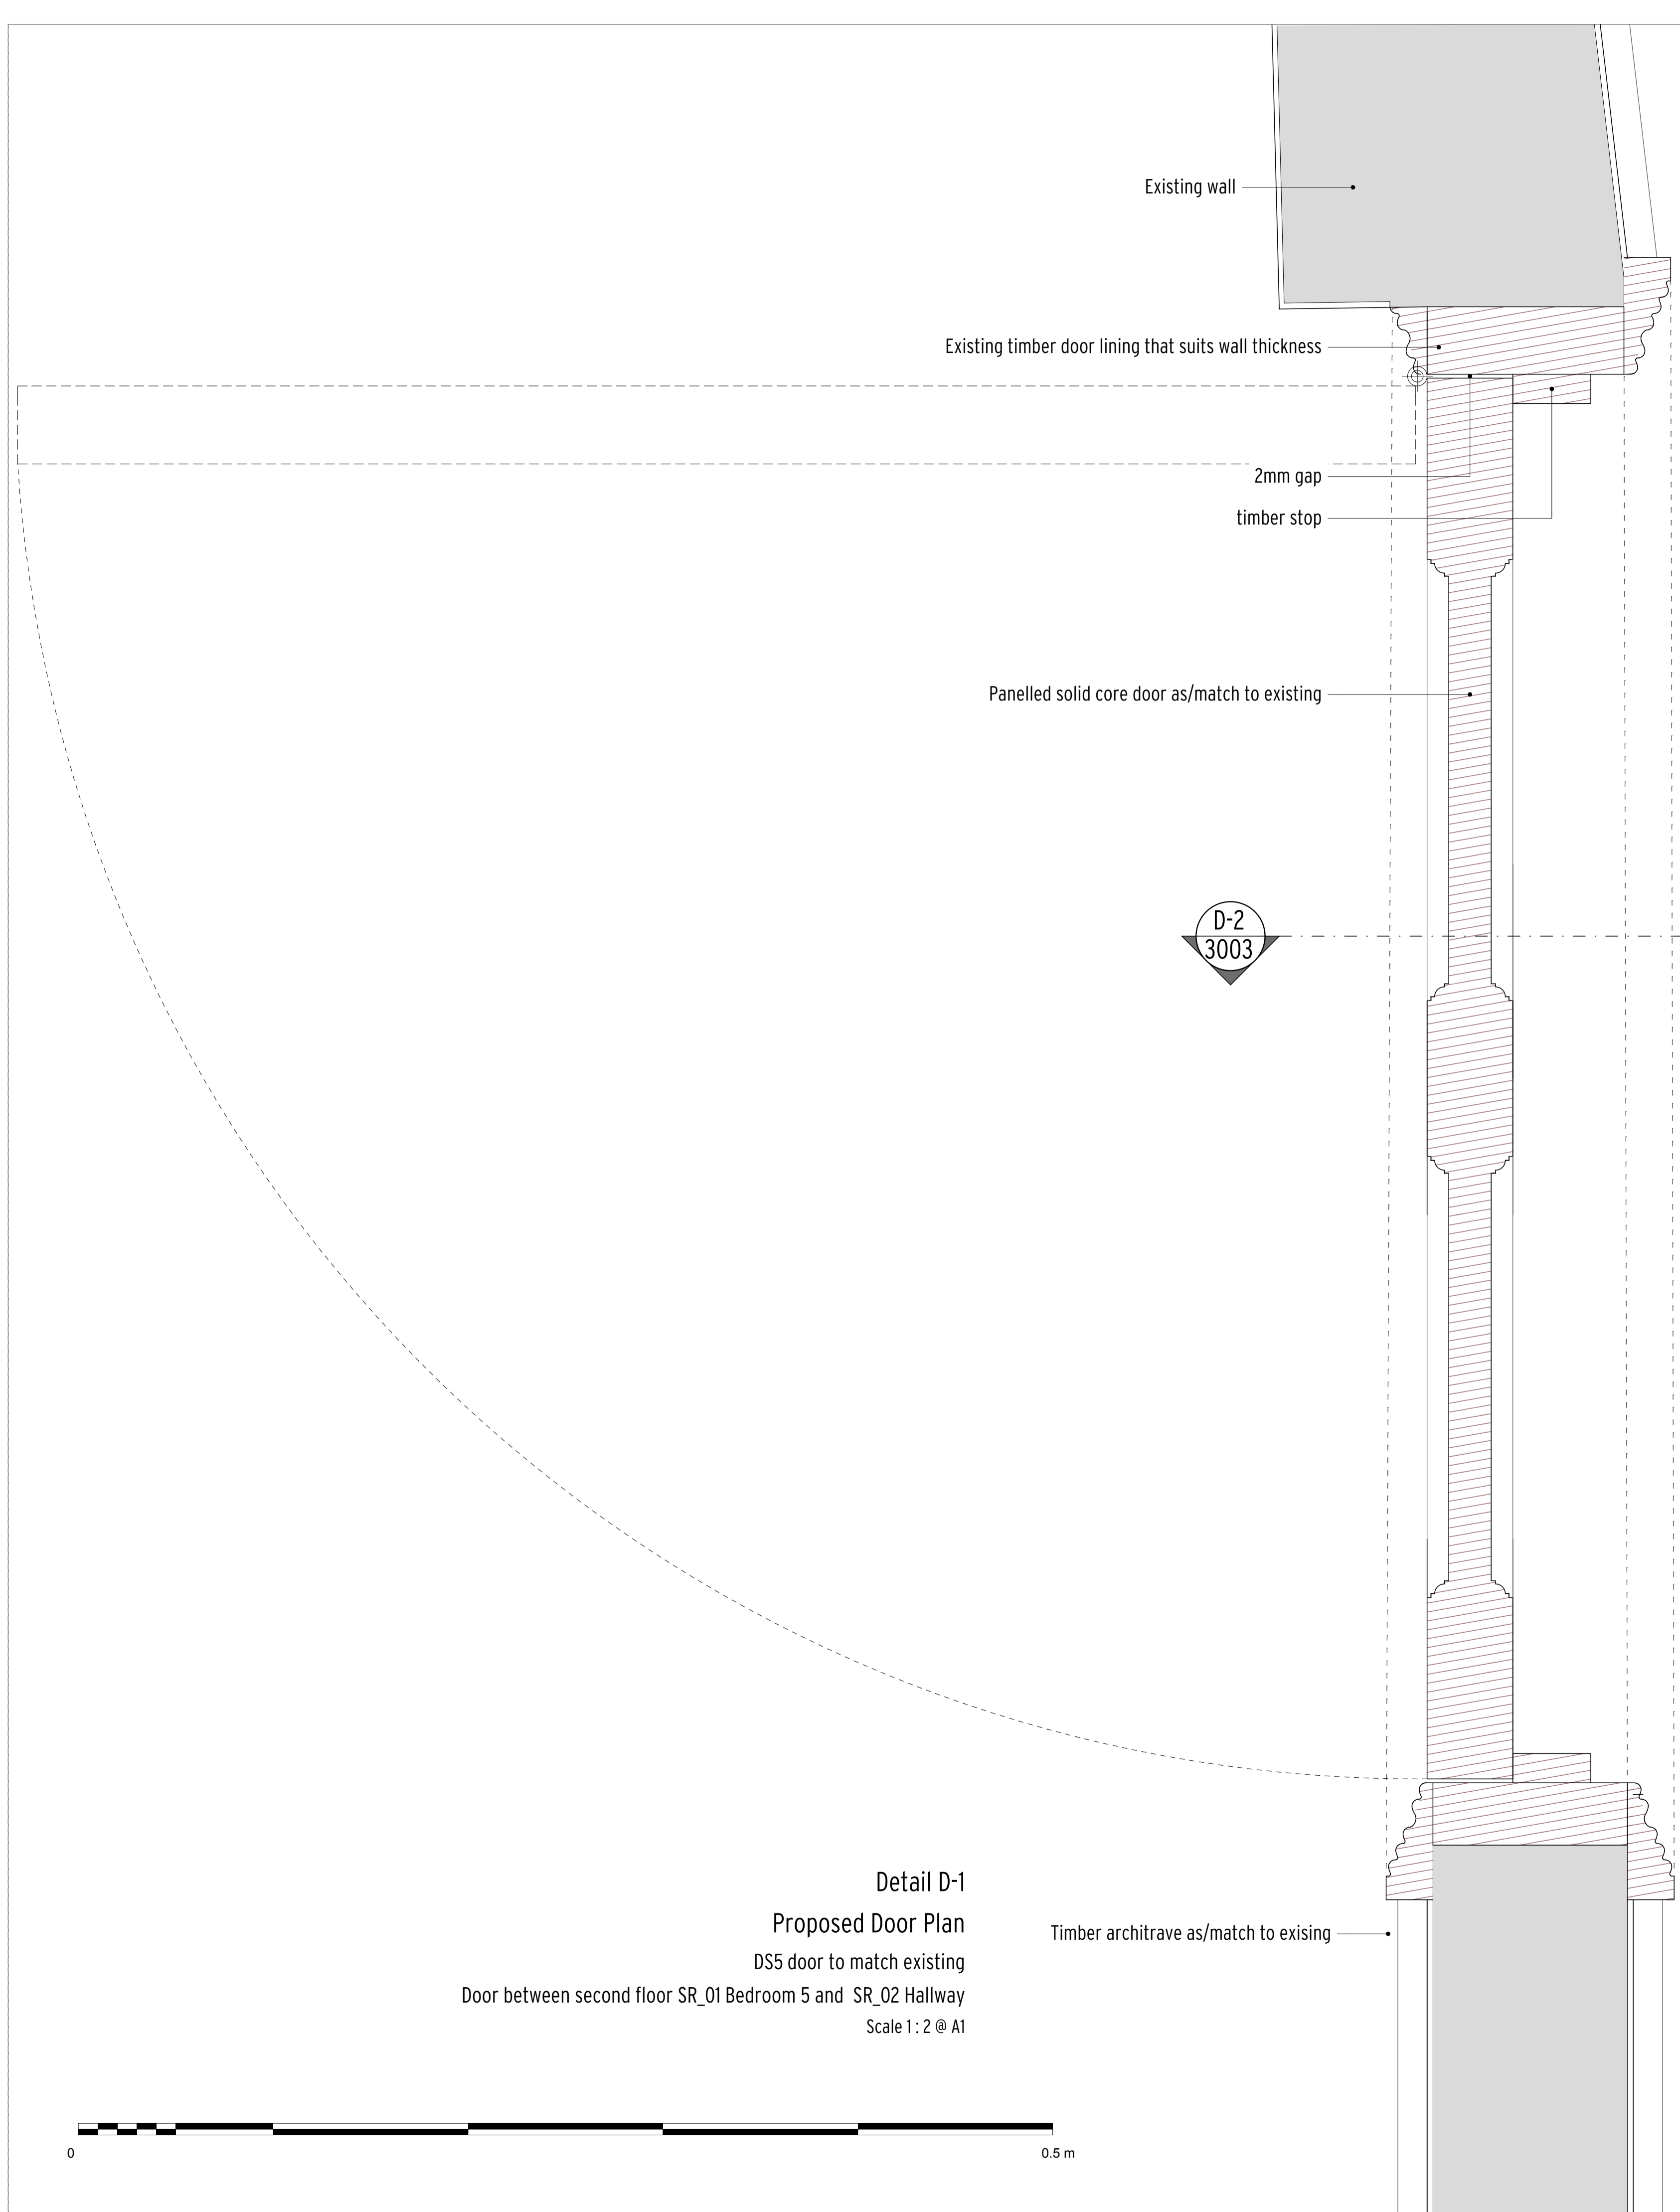 Existing wall
Existing timber door lining that suits wall thickness
2mm gap
timber stop
Panelled solid core door as/match to existing
D-2
3003
Detail D-1
Proposed Door Plan
DS5 door to match existing
Door between second floor SR_01 Bedroom 5 and SR_02 Hallway
Scale 1 : 2 @ A1
Timber architrave as/match to exising
0
0.5 m